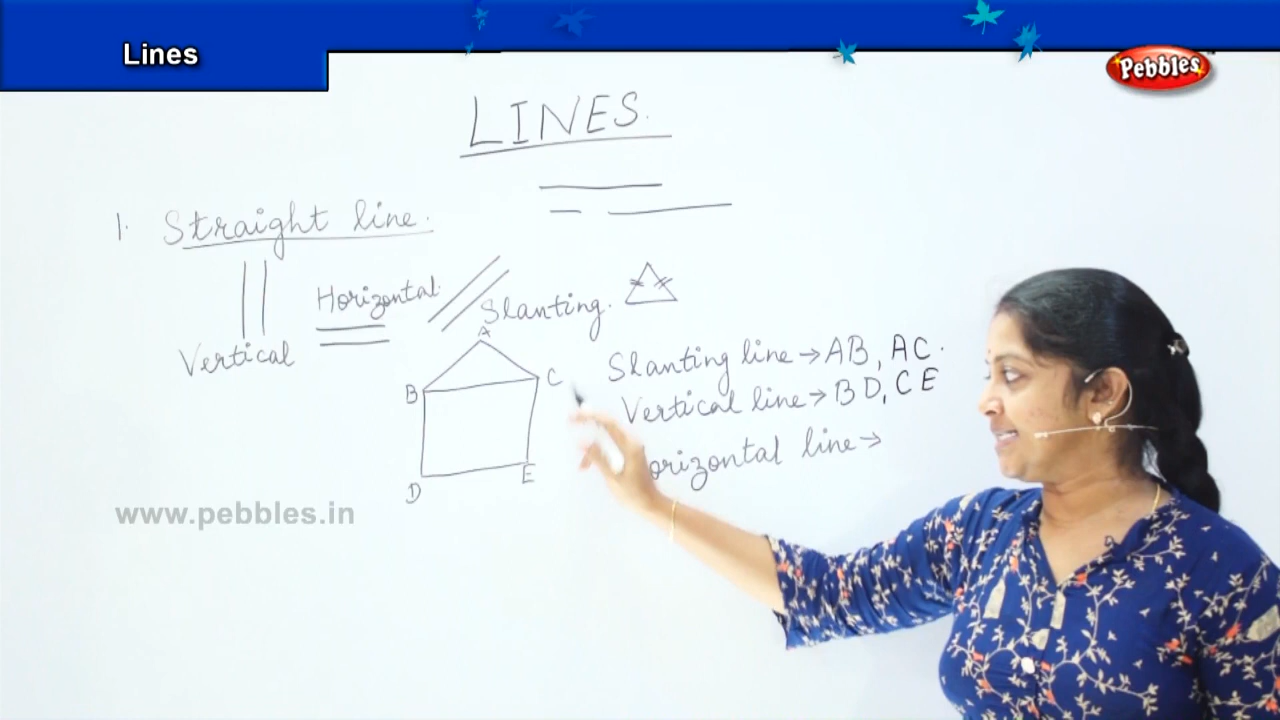 Lines
Pebbles
LINES.
1. Straight line.
Horizontal.
Slanting.
Vertical
A
B
C
D
E
Slanting line → AB, AC.
Vertical line → BD, CE
orizontal line →
www.pebbles.in